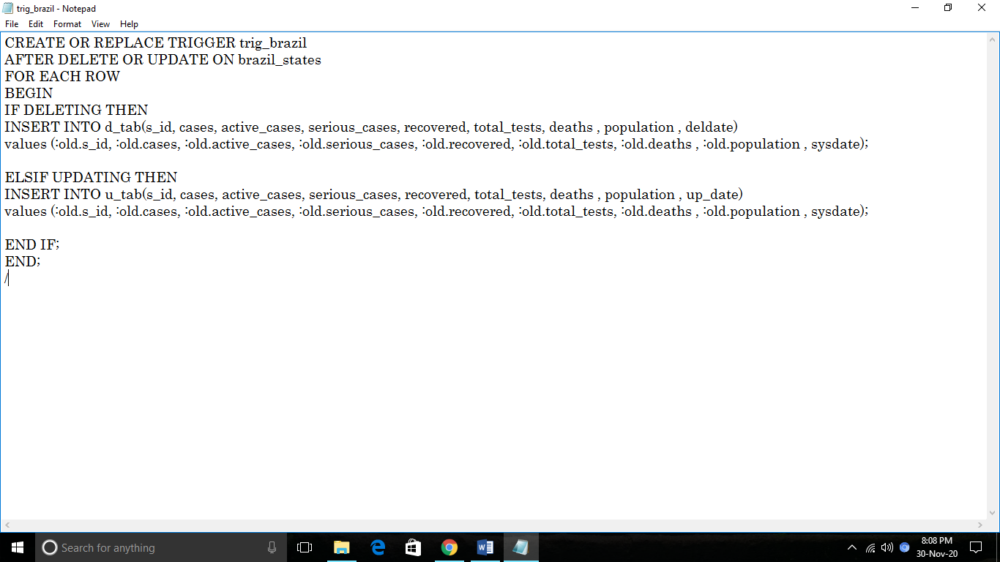 trig_brazil - Notepad
File Edit Format View Help
CREATE OR REPLACE TRIGGER trig_brazil
AFTER DELETE OR UPDATE ON brazil_states
FOR EACH ROW
BEGIN
IF DELETING THEN
INSERT INTO d_tab(s_id, cases, active_cases, serious_cases, recovered, total_tests, deaths , population , deldate)
values (:old.s_id, :old.cases, :old.active_cases, :old.serious_cases, :old.recovered, :old.total_tests, :old.deaths , :old.population , sysdate);
ELSIF UPDATING THEN
INSERT INTO u_tab(s_id, cases, active_cases, serious_cases, recovered, total_tests, deaths , population , up_date)
values (:old.s_id, :old.cases, :old.active_cases, :old.serious_cases, :old.recovered, :old.total_tests, :old.deaths , :old.population , sysdate);
END IF;
END;
/
Search for anything
8:08 PM
30-Nov-20